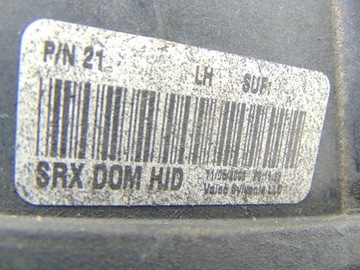 P/N 21
LH SUP:
SRX DOM HID
Valeo Sylvania LLC